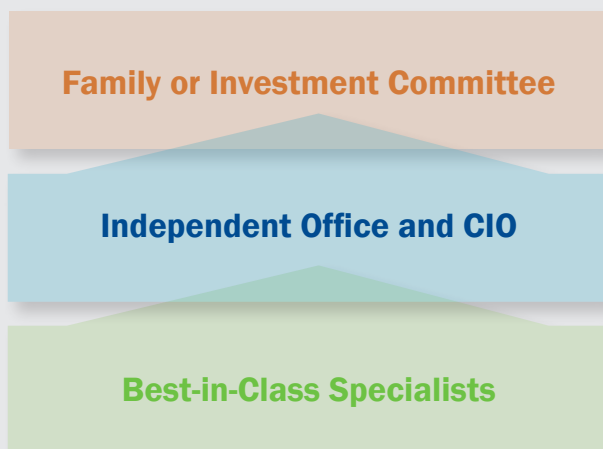 Family or Investment Committee
Independent Office and CIO
Best-in-Class Specialists